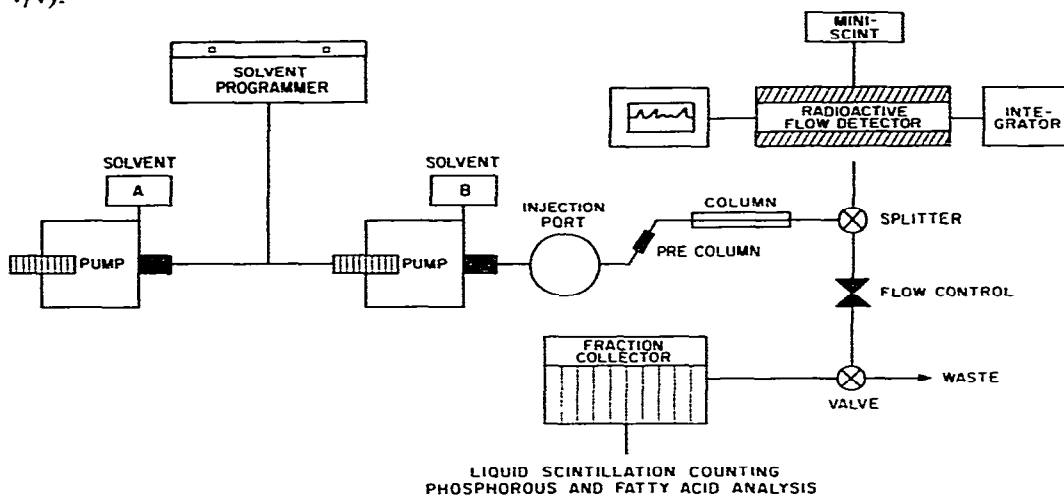 MINI-
SCINT
SOLVENT
PROGRAMMER
RADIOACTIVE
FLOW DETECTOR
INTE-
GRATOR
SOLVENT
A
SOLVENT
B
PUMP
PUMP
INJECTION
PORT
PRE COLUMN
COLUMN
SPLITTER
FLOW CONTROL
FRACTION
COLLECTOR
VALVE
WASTE
LIQUID SCINTILLATION COUNTING
PHOSPHOROUS AND FATTY ACID ANALYSIS